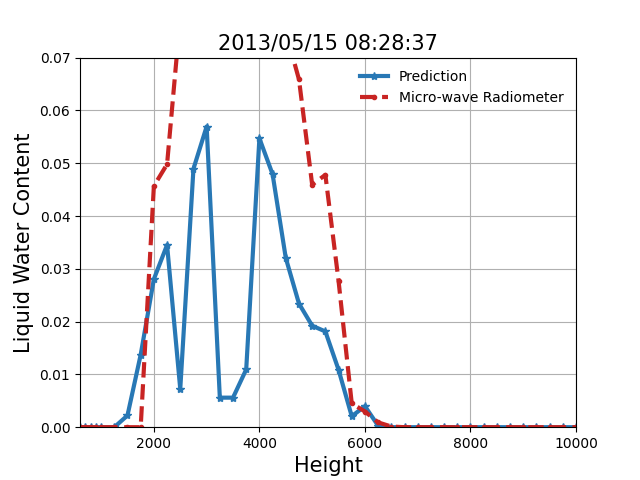 2013/05/15 08:28:37
0.07
0.06
0.05
0.04
0.03
0.02
0.01
0.00
Liquid Water Content
Prediction
Micro-wave Radiometer
2000 4000 6000 8000 10000
Height